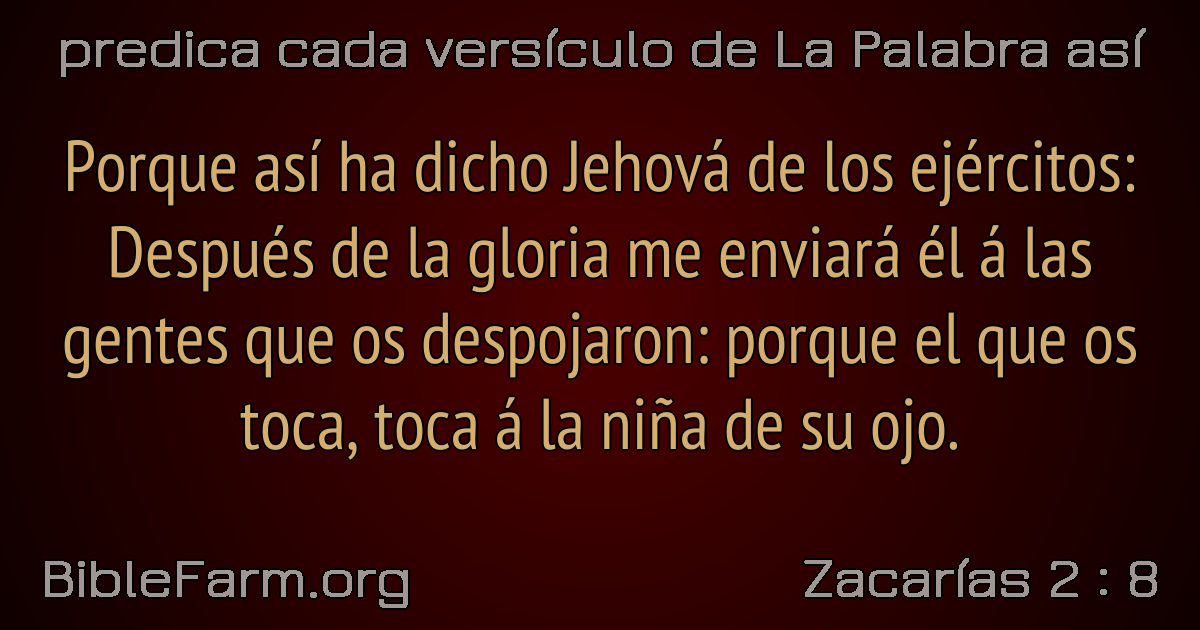 predica cada versículo de La Palabra así
Porque así ha dicho Jehová de los ejércitos:
Después de la gloria me enviará él á las
gentes que os despojaron: porque el que os
toca, toca á la niña de su ojo.
BibleFarm.org
Zacarías 2 : 8